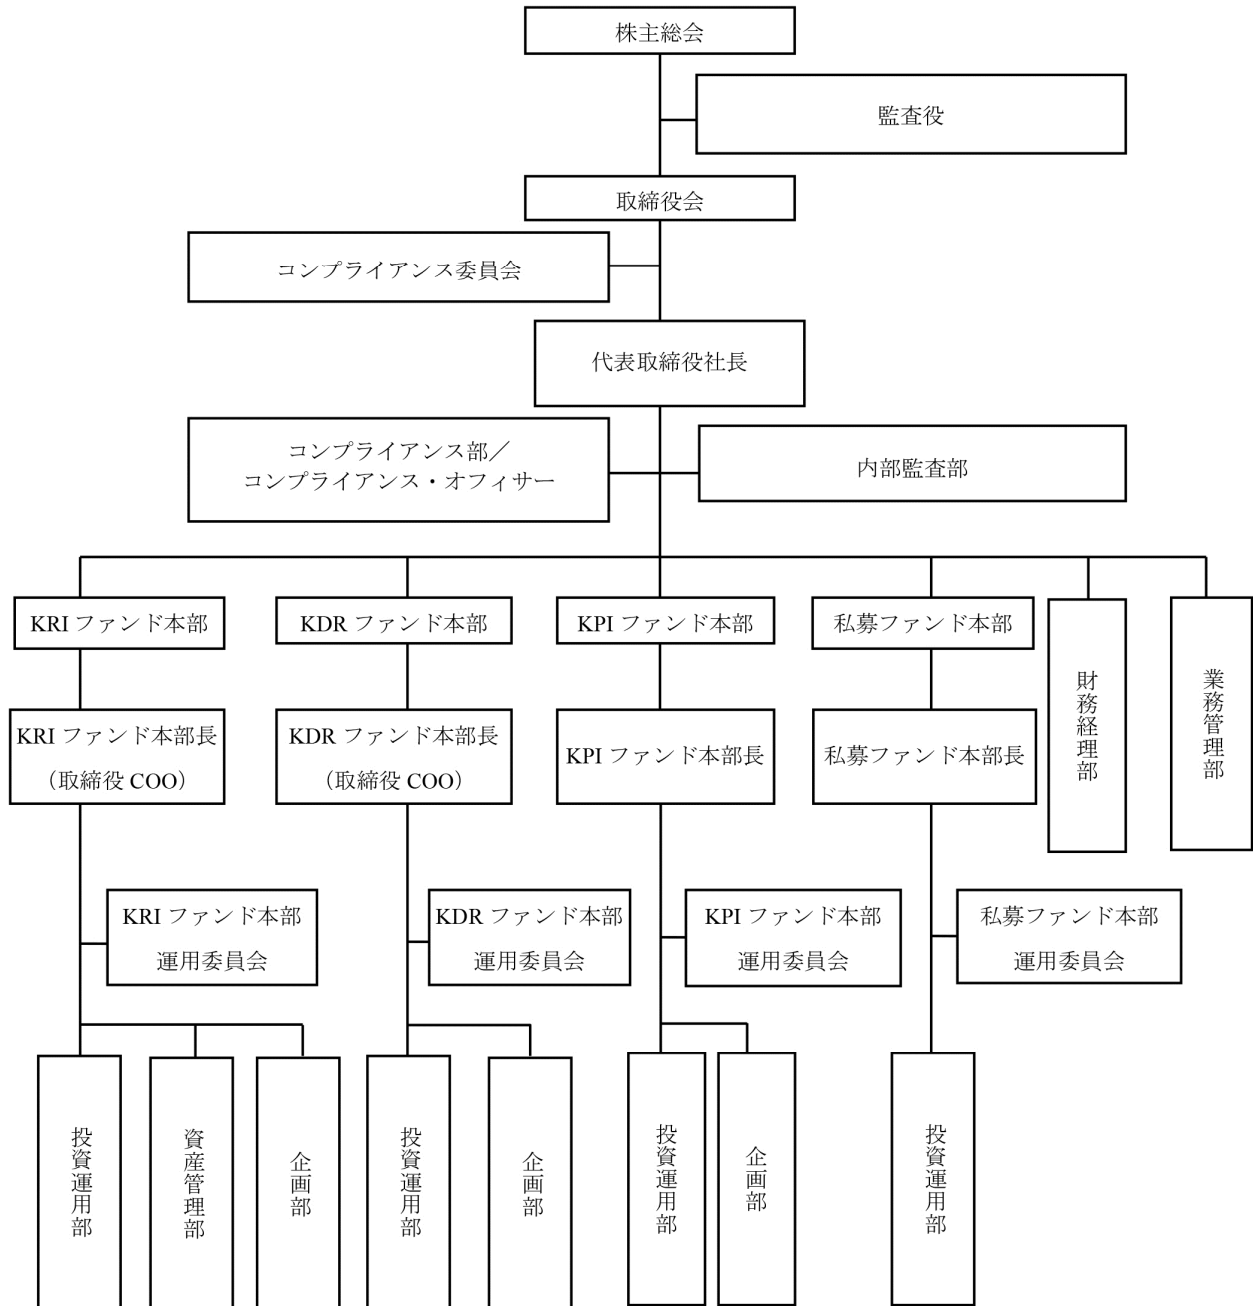 株主総会
監査役
取締役会
コンプライアンス委員会
代表取締役社長
コンプライアンス部／
コンプライアンス・オフィサー
内部監査部
KRI ファンド本部
KDR ファンド本部
KPI ファンド本部
私募ファンド本部
財務経理部
業務管理部
KRI ファンド本部長
（取締役 COO）
KDR ファンド本部長
（取締役 COO）
KPI ファンド本部長
私募ファンド本部長
KRI ファンド本部
運用委員会
KDR ファンド本部
運用委員会
KPI ファンド本部
運用委員会
私募ファンド本部
運用委員会
投資運用部
資産管理部
企画部
投資運用部
企画部
投資運用部
企画部
投資運用部